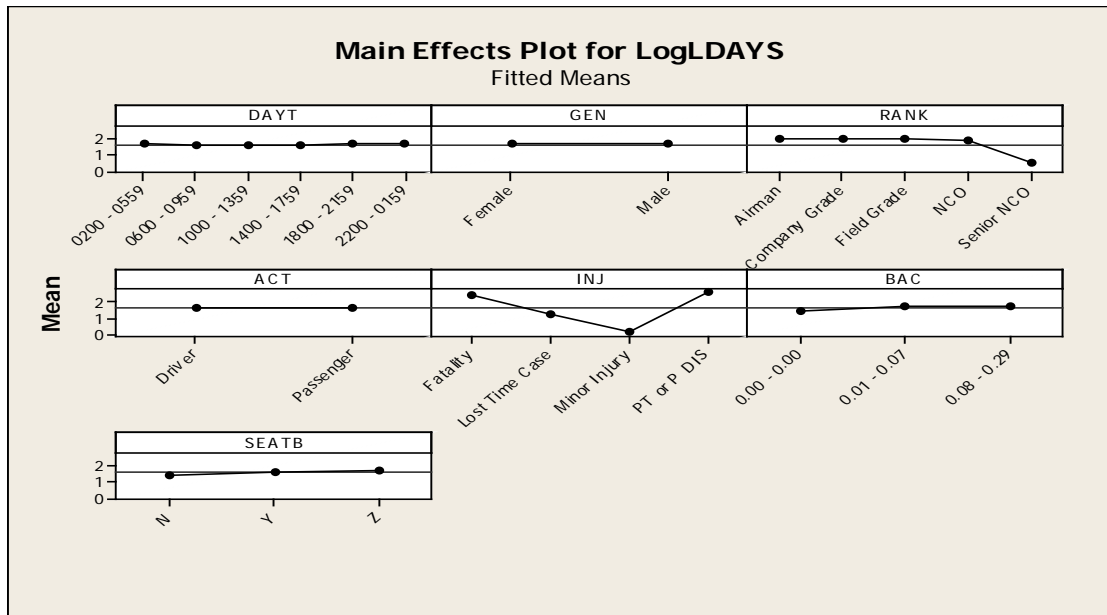 Main Effects Plot for LogLDAYS
Fitted Means
DAYT GEN RANK
2
1
0
0200 - 0559 0600 - 0959 1000 - 1359 1400 - 1759 1800 - 2159 2200 - 0159 Female Male Airman Company Grade Field Grade NCO Senior NCO
Mean
ACT INJ BAC
2
1
0
Driver Passenger Fatality Lost Time Case Minor Injury PT or P DIS 0.00 - 0.00 0.01 - 0.07 0.08 - 0.29
SEATB
2
1
0
N Y Z